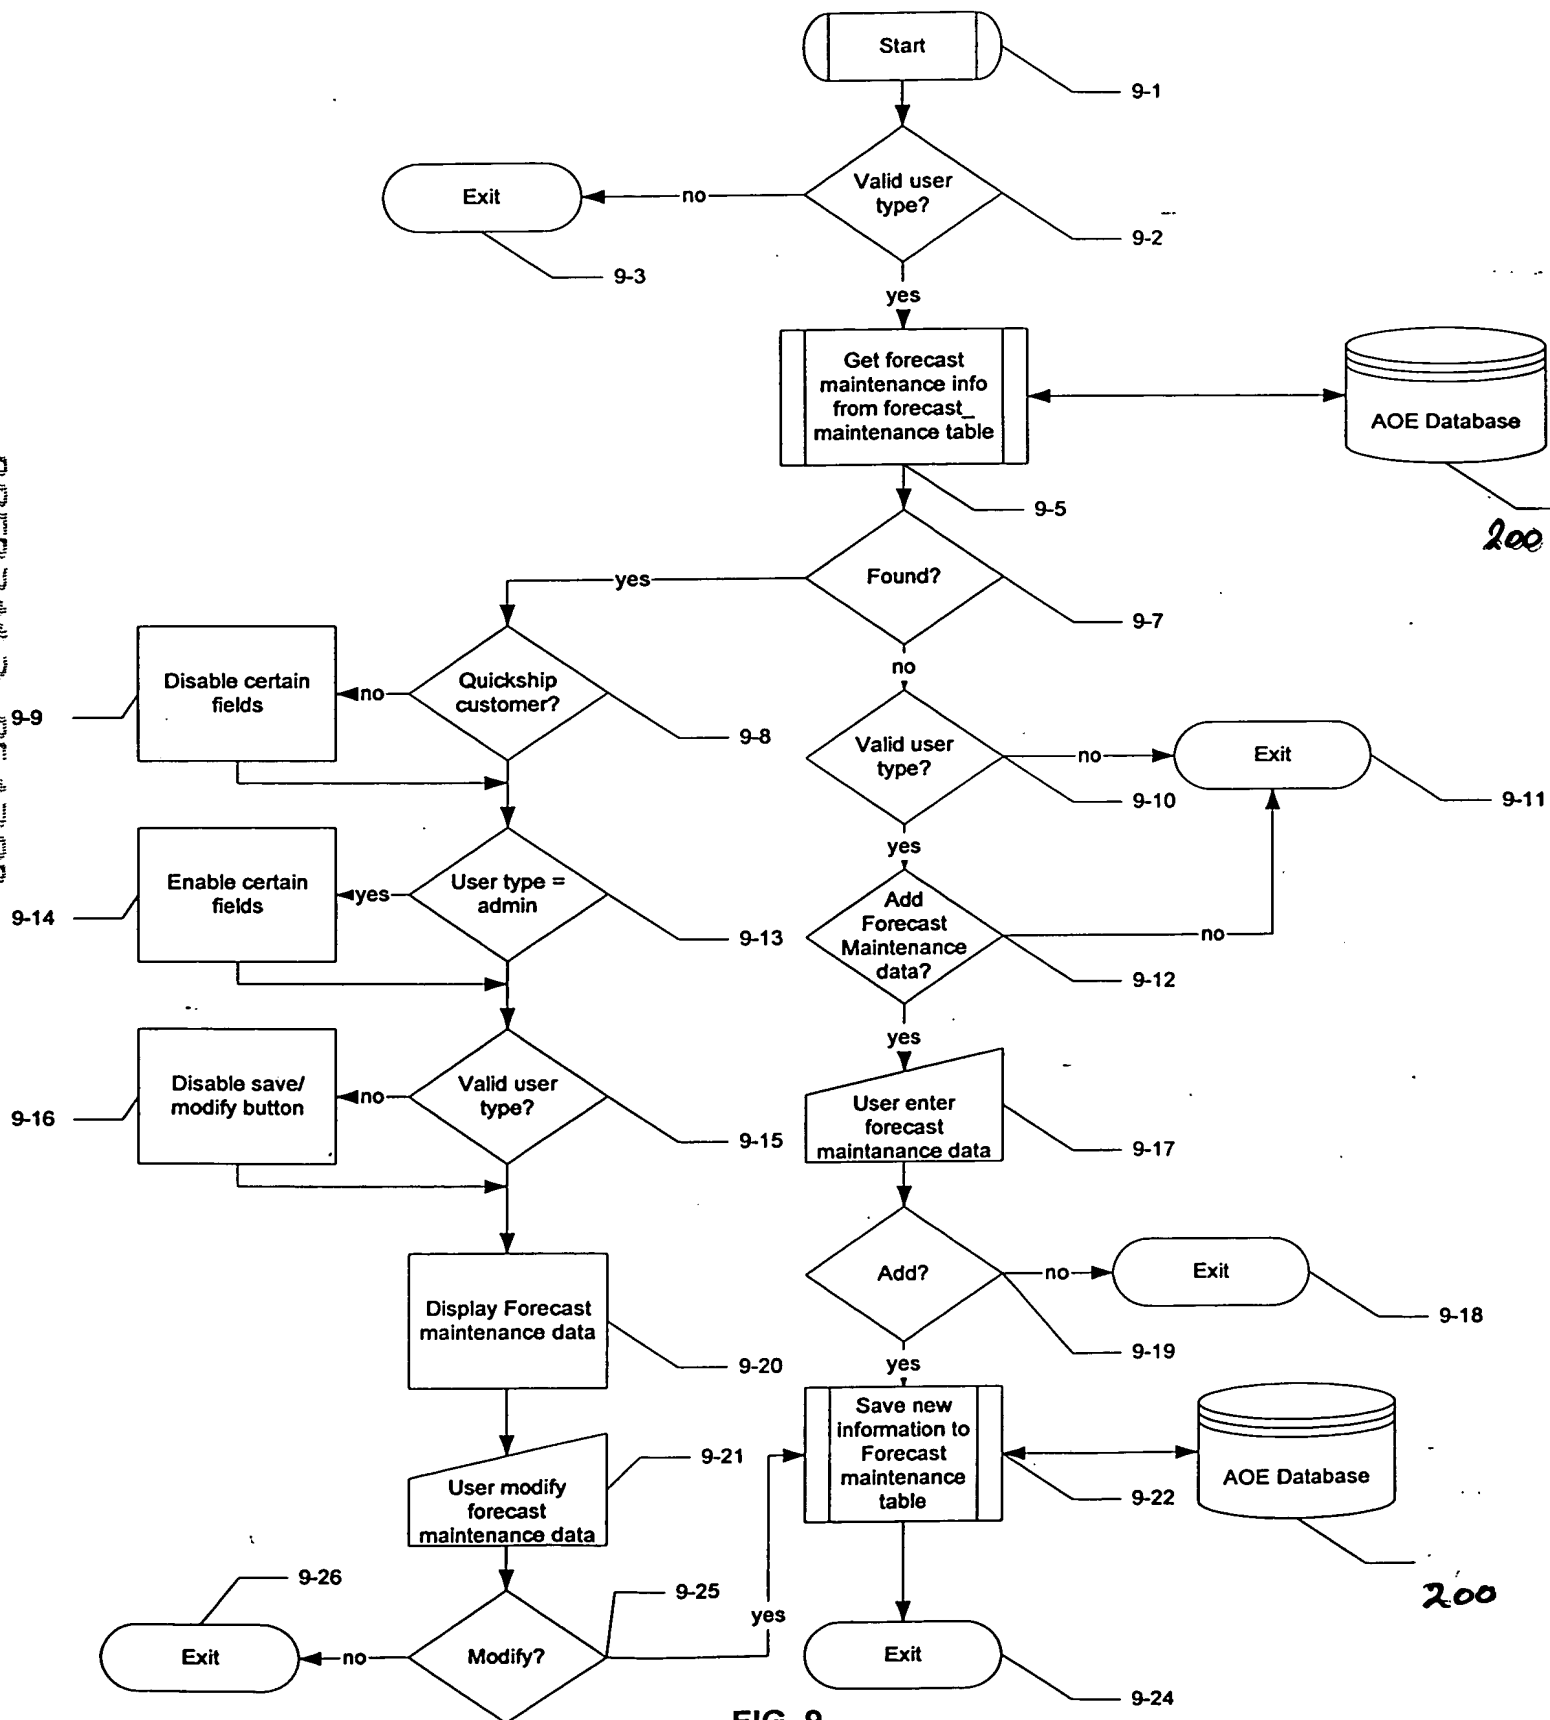 Start
9-1
Valid user
type?
no
Exit
9-2
9-3
yes
Get forecast
maintenance info
from forecast_
maintenance table
AOE Database
9-5
200
Found?
yes
9-7
no
Disable certain
fields
no
Quickship
customer?
9-9
9-8
Valid user
type?
no
Exit
9-10
9-11
yes
Enable certain
fields
yes
User type =
admin
9-14
9-13
Add
Forecast
Maintenance
data?
no
9-12
yes
Disable save/
modify button
no
Valid user
type?
9-16
9-15
User enter
forecast
maintanance data
9-17
Add?
no
Exit
9-18
9-19
yes
Display Forecast
maintenance data
9-20
Save new
information to
Forecast
maintenance
table
AOE Database
9-22
200
User modify
forecast
maintenance data
9-21
9-26
9-25
yes
Exit
no
Modify?
Exit
9-24
FIG. 9